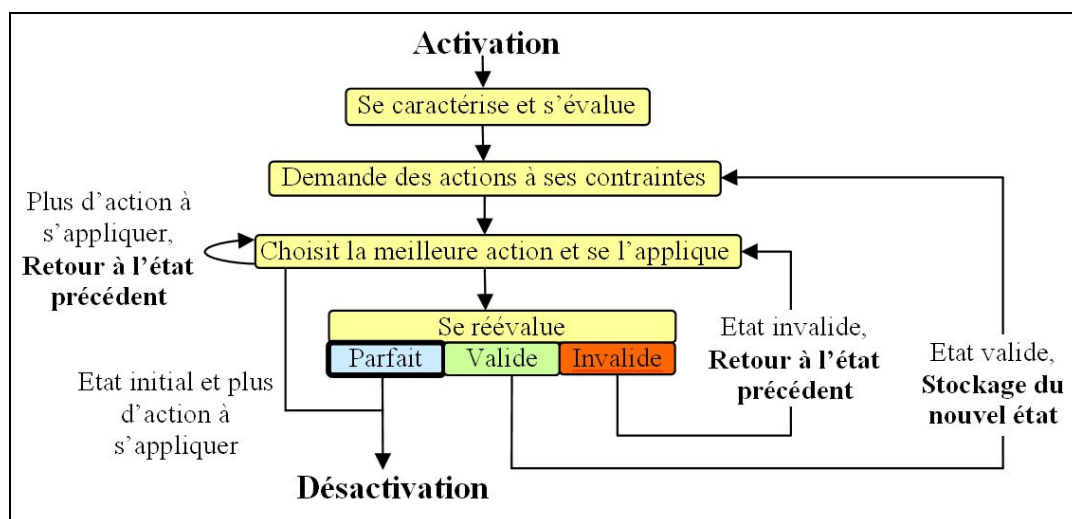 Activation
Se caractérise et s’évalue
Demande des actions à ses contraintes
Plus d’action à
s’appliquer,
Retour à l’état
précédent
Choisit la meilleure action et se l’applique
Se réévalue
Parfait
Valide
Invalide
Etat invalide,
Retour à l’état
précédent
Etat valide,
Stockage du
nouvel état
Etat initial et plus
d’action à
s’appliquer
Désactivation